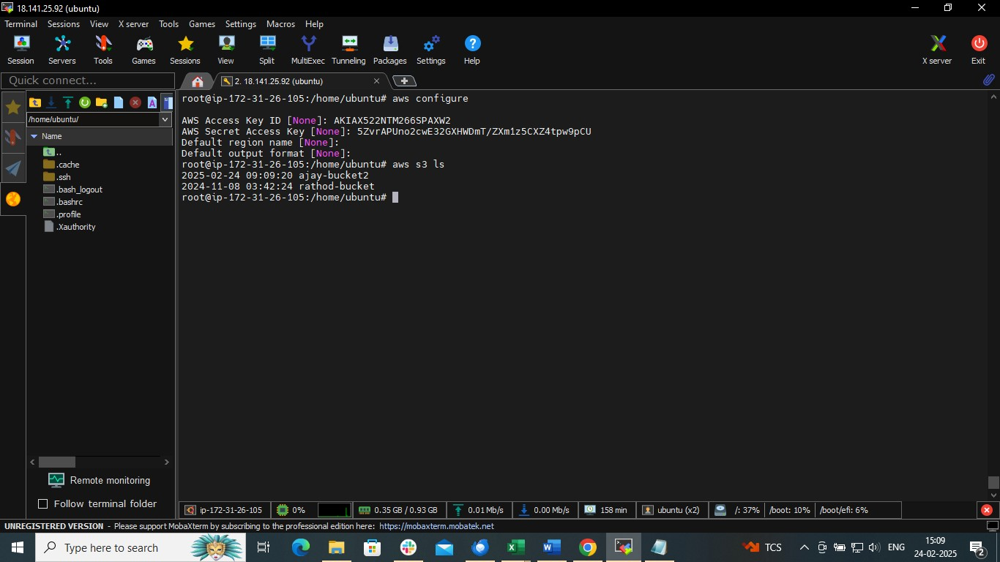 18.141.25.92 (ubuntu)
Terminal Sessions View X server Tools Games Settings Macros Help
Session Servers Tools Games Sessions View Split MultiExec Tunneling Packages Settings Help X server Exit
Quick connect...
2. 18.141.25.92 (ubuntu)
/home/ubuntu/
Name
..
.cache
.ssh
.bash_logout
.bashrc
.profile
.Xauthority
Remote monitoring
Follow terminal folder
root@ip-172-31-26-105:/home/ubuntu# aws configure
AWS Access Key ID [None]: AKIAX522NTM266SPAXW2
AWS Secret Access Key [None]: 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
Default region name [None]:
Default output format [None]:
root@ip-172-31-26-105:/home/ubuntu# aws s3 ls
2025-02-24 09:09:20 ajay-bucket2
2024-11-08 03:42:24 rathod-bucket
root@ip-172-31-26-105:/home/ubuntu#
ip-172-31-26-105 0% 0.35 GB / 0.93 GB 0.01 Mb/s 0.00 Mb/s 158 min ubuntu (x2) /: 37% /boot: 10% /boot/efi: 6%
UNREGISTERED VERSION - Please support MobaXterm by subscribing to the professional edition here: https://mobaxterm.mobatek.net
Type here to search
TCS
ENG
15:09
24-02-2025
2